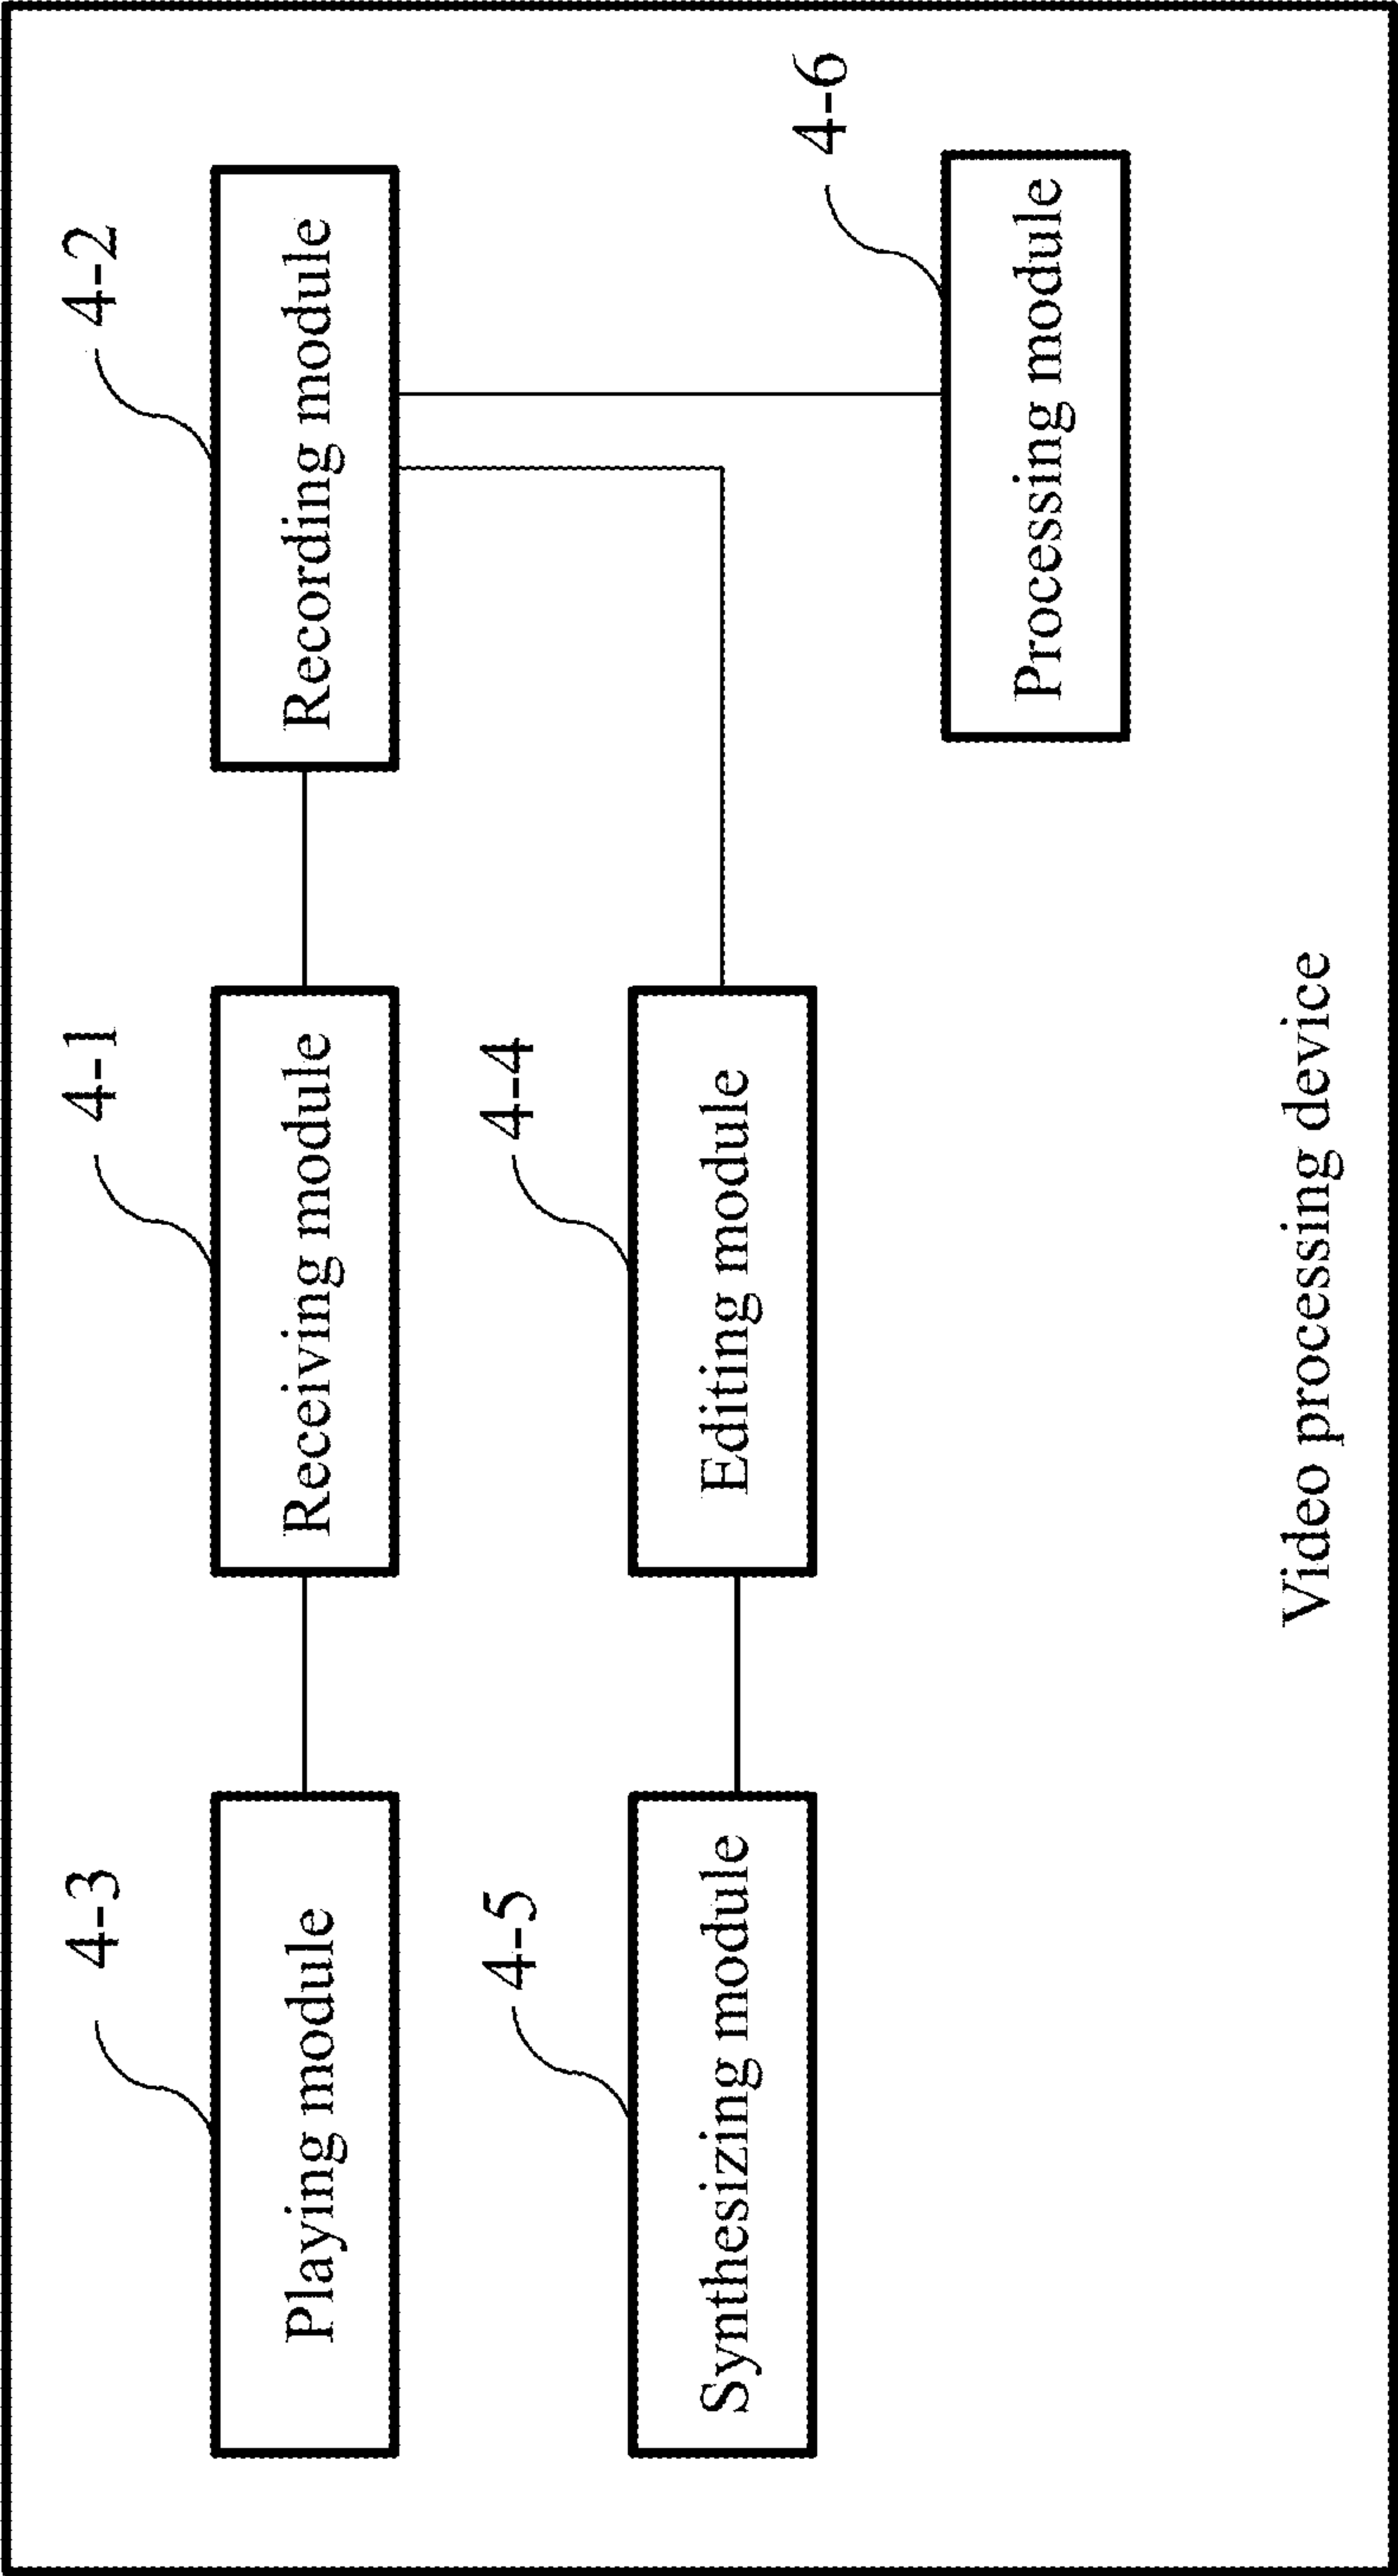 4-3
4-1
4-2
Playing module
Receiving module
Recording module
4-5
4-4
Synthesizing module
Editing module
4-6
Processing module
Video processing device